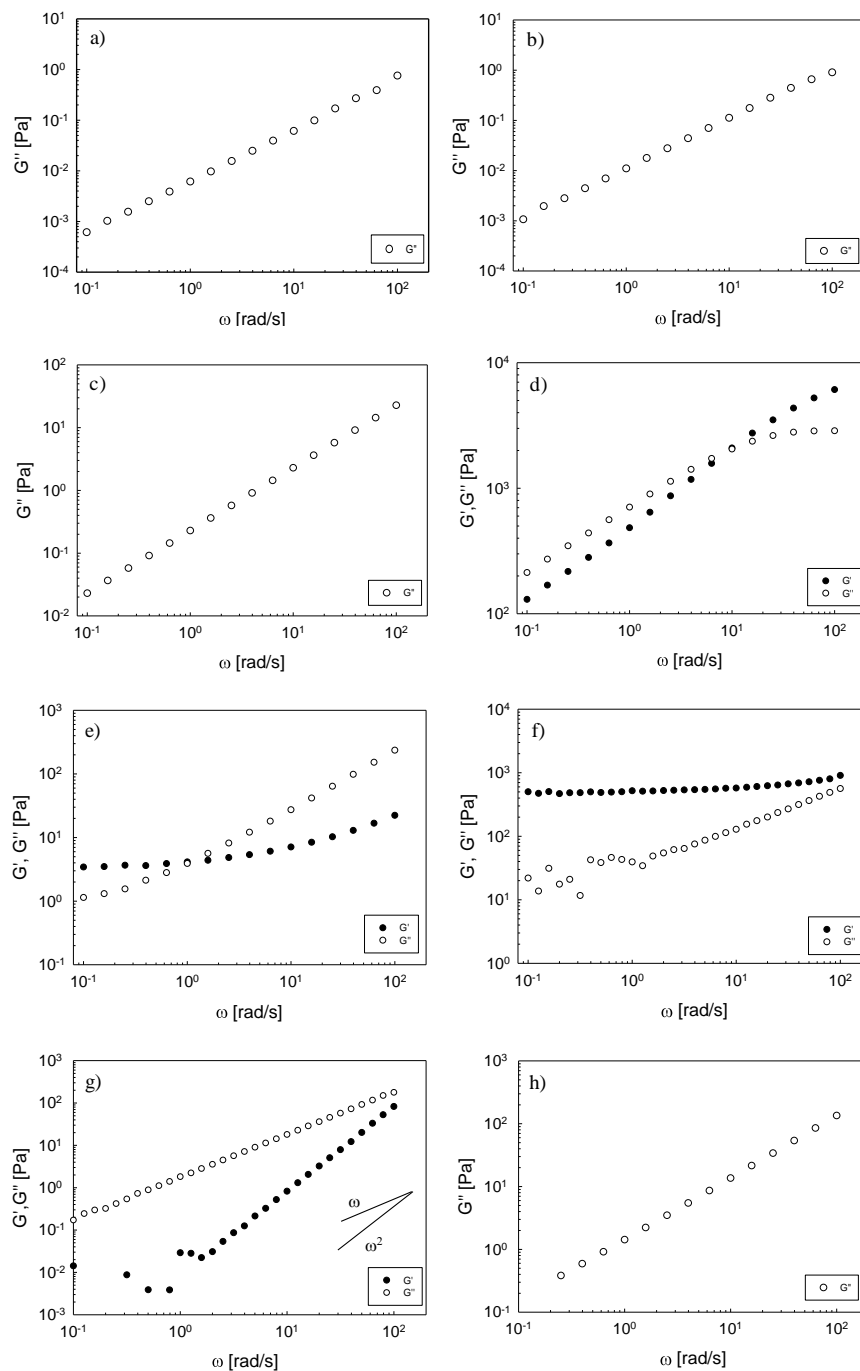 a)
10¹
10⁰
10⁻¹
10⁻²
10⁻³
10⁻⁴
G'' [Pa]
10⁻¹ 10⁰ 10¹ 10²
ω [rad/s]
G''
b)
10¹
10⁰
10⁻¹
10⁻²
10⁻³
10⁻⁴
G'' [Pa]
10⁻¹ 10⁰ 10¹ 10²
ω [rad/s]
G''
c)
10²
10¹
10⁰
10⁻¹
10⁻²
G'' [Pa]
10⁻¹ 10⁰ 10¹ 10²
ω [rad/s]
G''
d)
10⁴
10³
10²
G',G'' [Pa]
10⁻¹ 10⁰ 10¹ 10²
ω [rad/s]
G'
G''
e)
10³
10²
10¹
10⁰
10⁻¹
G', G'' [Pa]
10⁻¹ 10⁰ 10¹ 10²
ω [rad/s]
G'
G''
f)
10⁴
10³
10²
10¹
10⁰
G', G'' [Pa]
10⁻¹ 10⁰ 10¹ 10²
ω [rad/s]
G'
G''
g)
10³
10²
10¹
10⁰
10⁻¹
10⁻²
10⁻³
G',G'' [Pa]
ω
ω²
10⁻¹ 10⁰ 10¹ 10²
ω [rad/s]
G'
G''
h)
10³
10²
10¹
10⁰
10⁻¹
G'' [Pa]
10⁻¹ 10⁰ 10¹ 10²
ω [rad/s]
G''